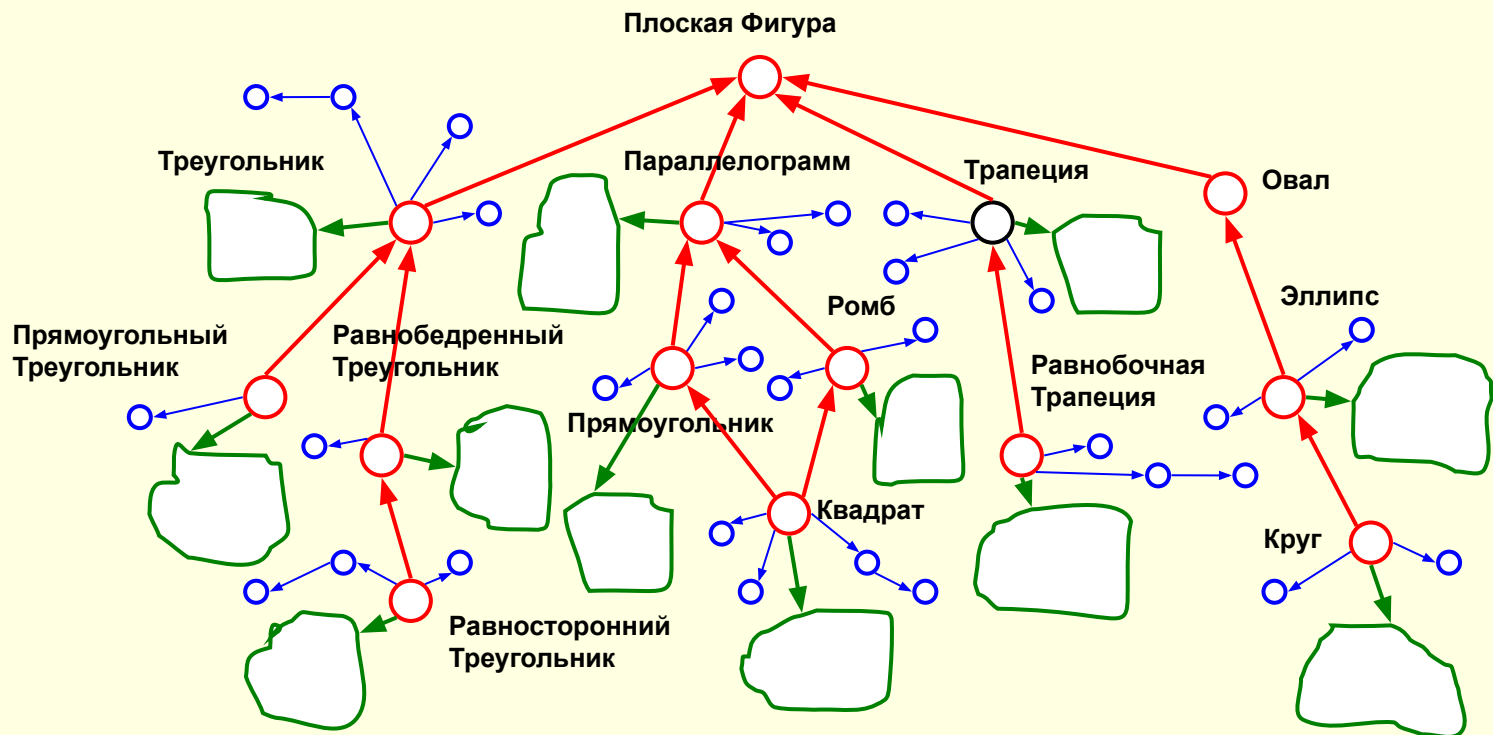 Плоская Фигура
Треугольник
Параллелограмм
Трапеция
Овал
Эллипс
Ромб
Прямоугольный
Треугольник
Равнобедренный
Треугольник
Равнобочная
Трапеция
Прямоугольник
Квадрат
Круг
Равносторонний
Треугольник